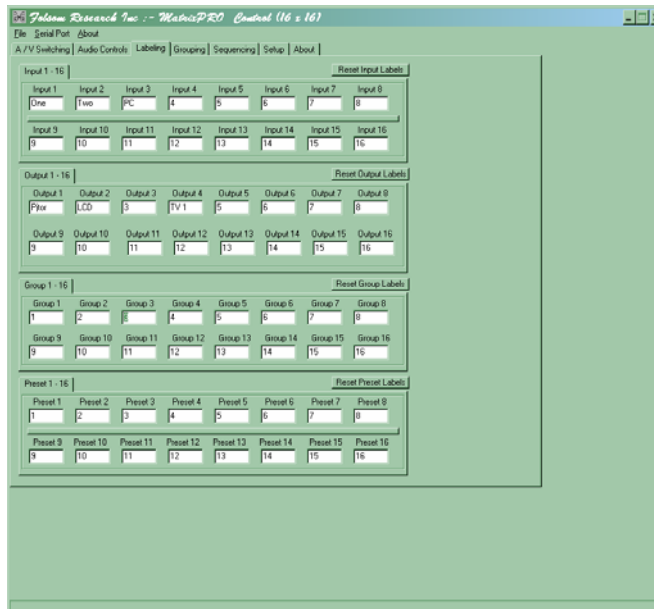 Folsom Research Inc :- MatrixPRO Control (16 x 16)
File Serial Port About
A / V Switching Audio Controls Labeling Grouping Sequencing Setup About
Input 1 - 16 Reset Input Labels
Input 1 Input 2 Input 3 Input 4 Input 5 Input 6 Input 7 Input 8
One Two PC 4 5 6 7 8
Input 9 Input 10 Input 11 Input 12 Input 13 Input 14 Input 15 Input 16
9 10 11 12 13 14 15 16
Output 1 - 16 Reset Output Labels
Output 1 Output 2 Output 3 Output 4 Output 5 Output 6 Output 7 Output 8
Pjtor LCD 3 TV 1 5 6 7 8
Output 9 Output 10 Output 11 Output 12 Output 13 Output 14 Output 15 Output 16
9 10 11 12 13 14 15 16
Group 1 - 16 Reset Group Labels
Group 1 Group 2 Group 3 Group 4 Group 5 Group 6 Group 7 Group 8
1 2 4 5 6 7 8
Group 9 Group 10 Group 11 Group 12 Group 13 Group 14 Group 15 Group 16
9 10 11 12 13 14 15 16
Preset 1 - 16 Reset Preset Labels
Preset 1 Preset 2 Preset 3 Preset 4 Preset 5 Preset 6 Preset 7 Preset 8
1 2 3 4 5 6 7 8
Preset 9 Preset 10 Preset 11 Preset 12 Preset 13 Preset 14 Preset 15 Preset 16
9 10 11 12 13 14 15 16